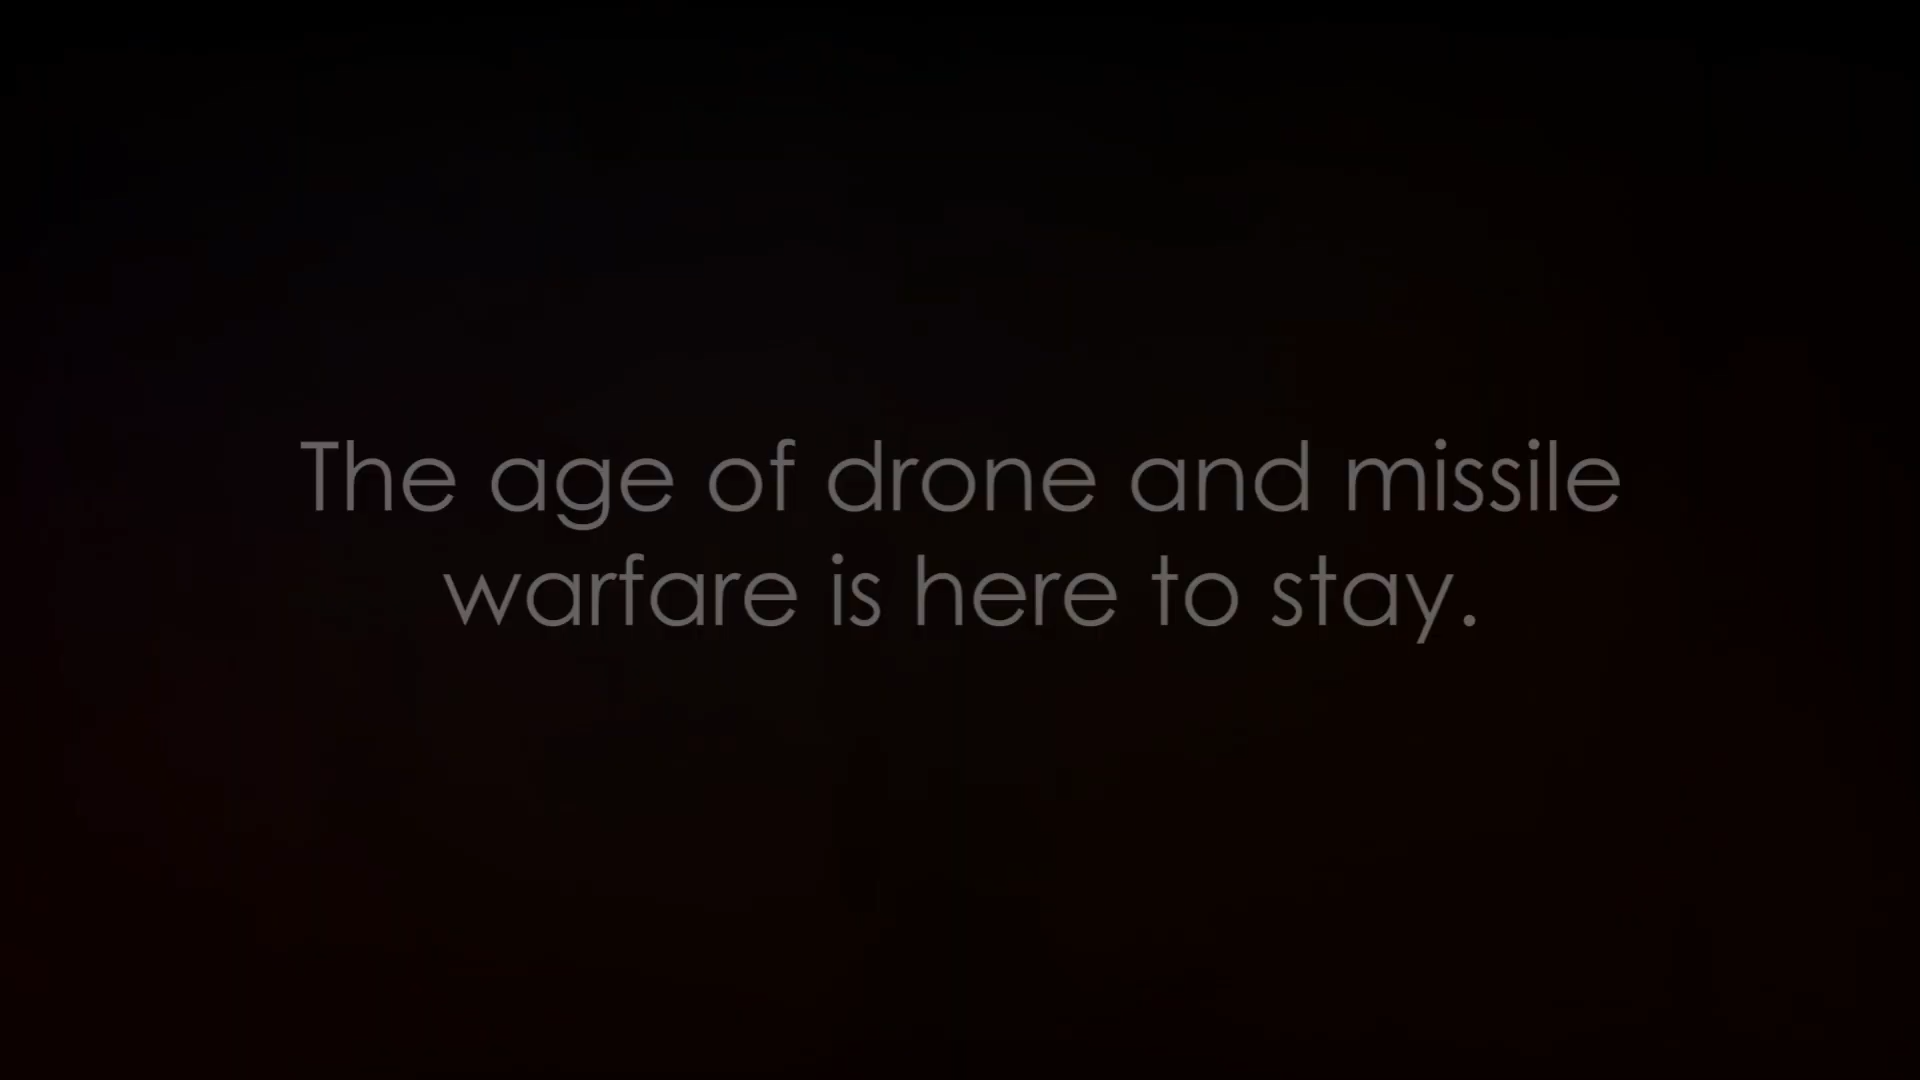 The age of drone and missile
warfare is here to stay.